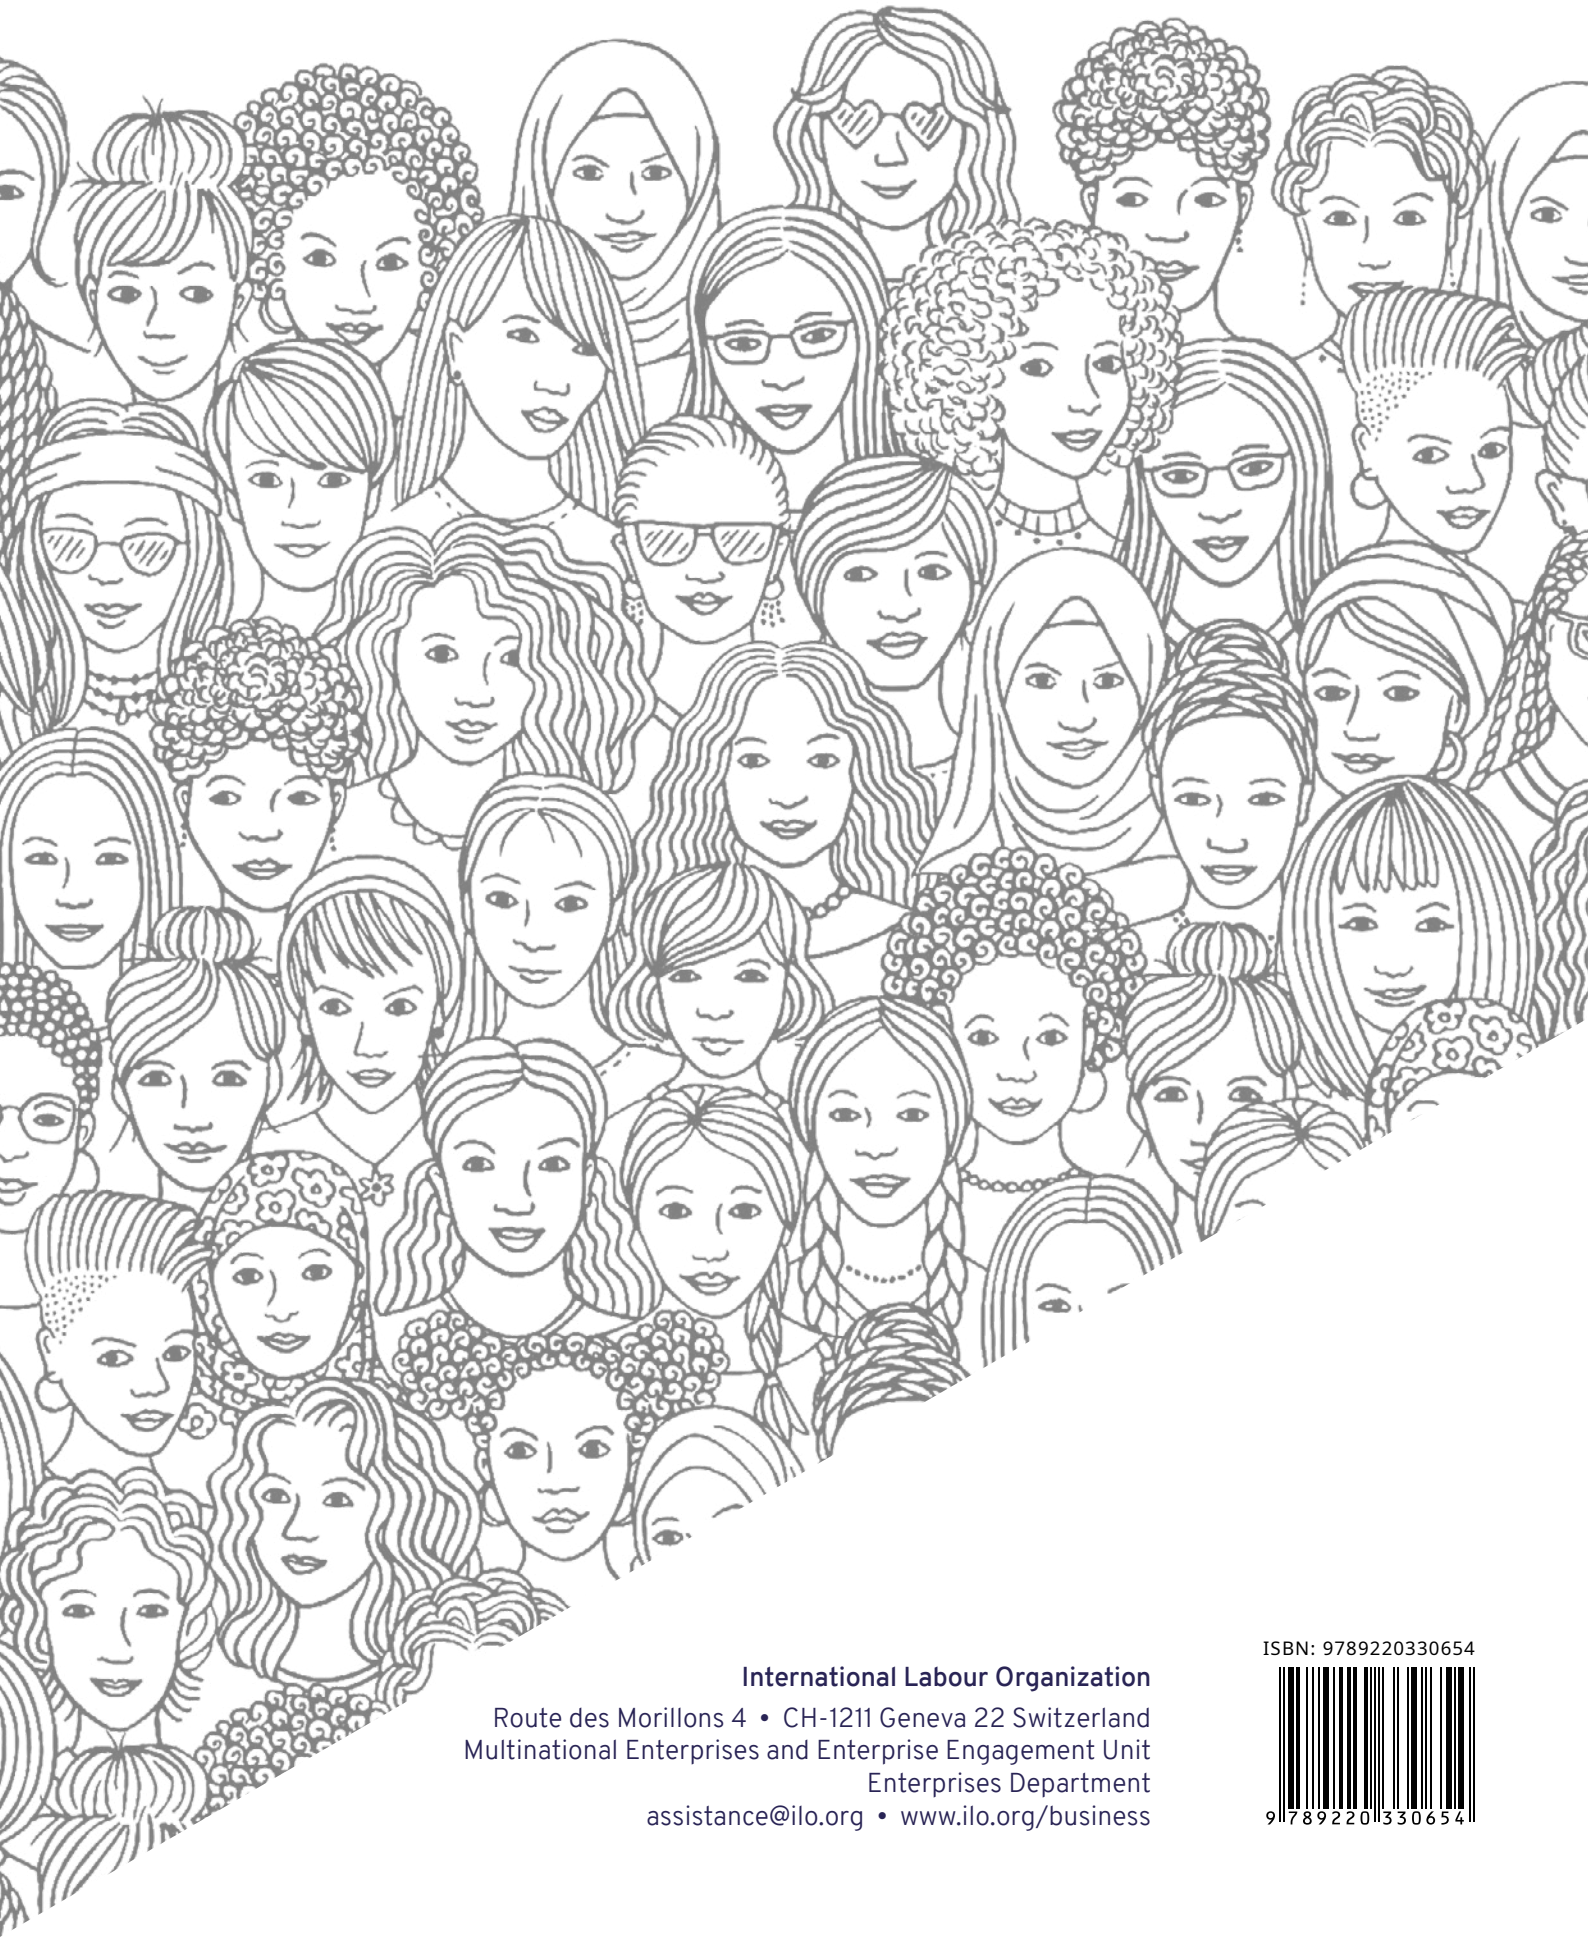 ISBN: 9789220330654
International Labour Organization
Route des Morillons 4 • CH-1211 Geneva 22 Switzerland
Multinational Enterprises and Enterprise Engagement Unit
Enterprises Department
assistance@ilo.org • www.ilo.org/business
9 789220 330654